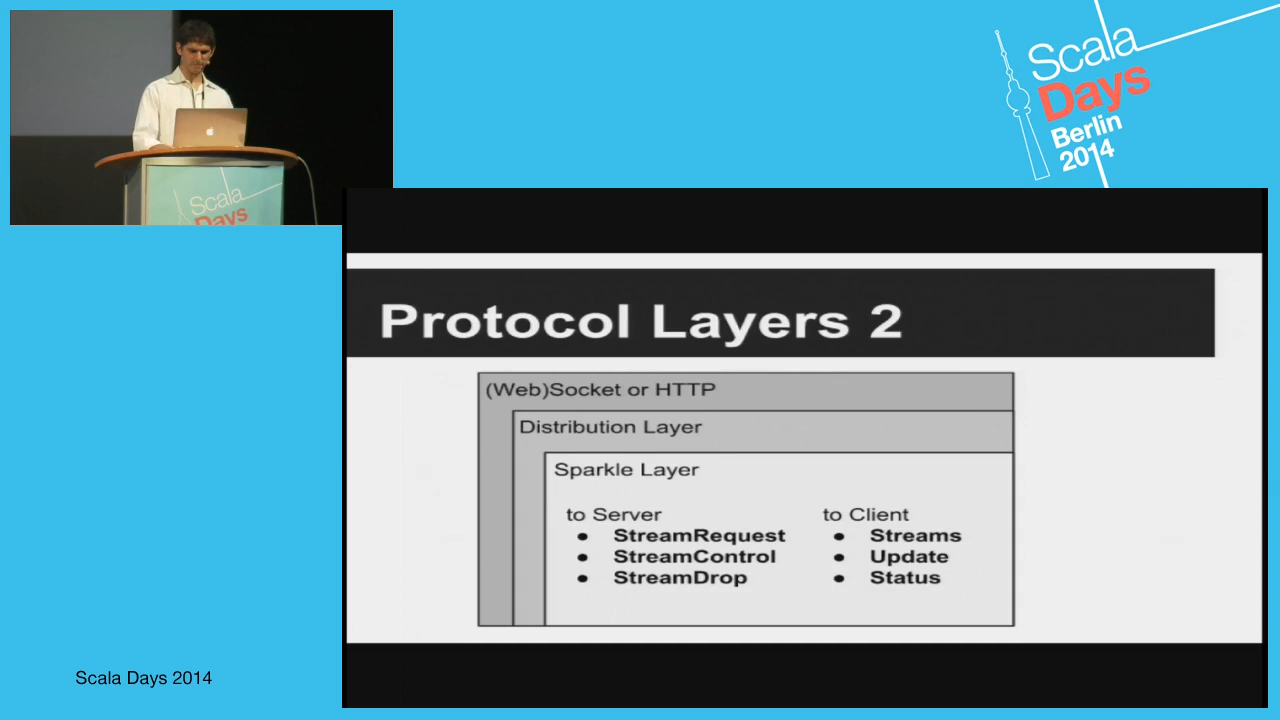 Scala
Days
Berlin
2014
Scala
Days
Protocol Layers 2
(Web)Socket or HTTP
Distribution Layer
Sparkle Layer
to Server
● StreamRequest
● StreamControl
● StreamDrop
to Client
● Streams
● Update
● Status
Scala Days 2014